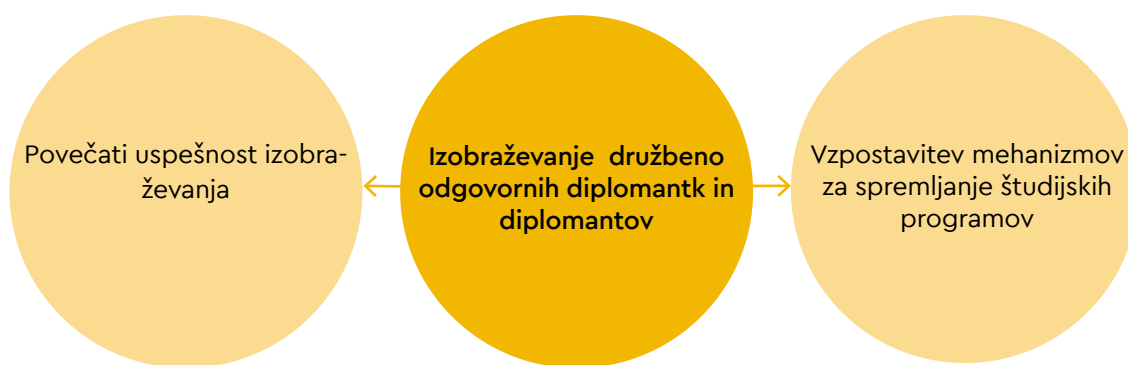 Povečati uspešnost izobra-
ževanja
Izobraževanje družbeno
odgovornih diplomantk in
diplomantov
Vzpostavitev mehanizmov
za spremljanje študijskih
programov